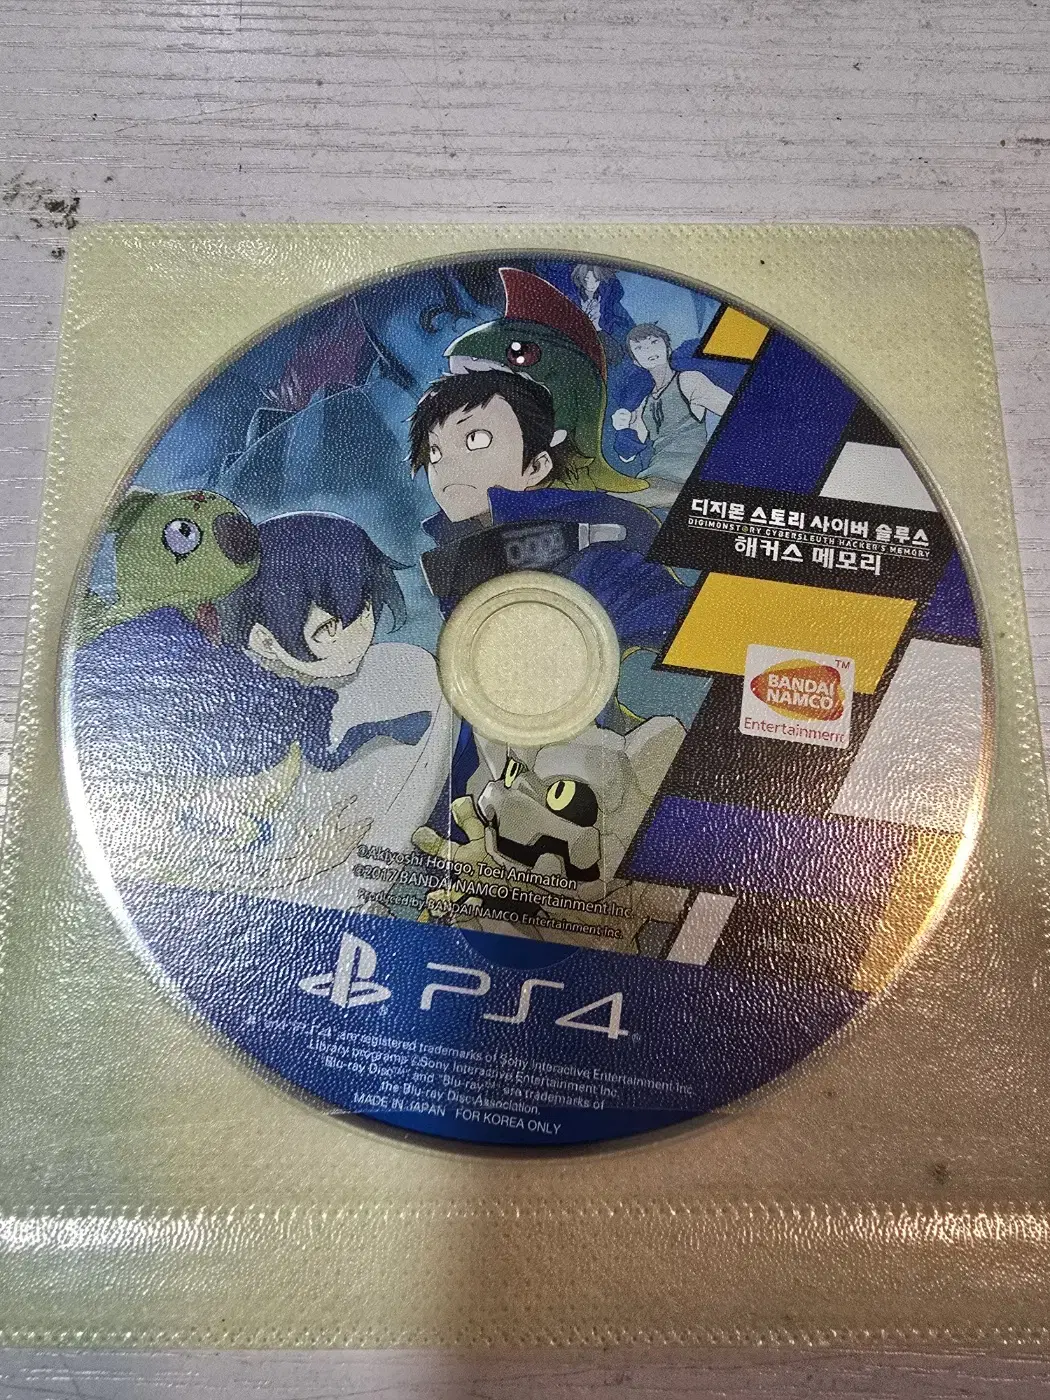 디지몬 스토리 사이버 슬루스
DIGIMONSTORY CYBERSLEUTH HACKER'S MEMORY
해커스 메모리
BANDAI
NAMCO
TM
Entertainment
©Akiyoshi Hongo, Toei Animation
©2017 BANDAI NAMCO Entertainment Inc.
Produced by BANDAI NAMCO Entertainment Inc.
PS4
are registered trademarks of Sony Interactive Entertainment Inc.
Library programs ©Sony Interactive Entertainment Inc.
"Blu-ray Disc™" and "Blu-ray™" are trademarks of
the Blu-ray Disc Association.
MADE IN JAPAN FOR KOREA ONLY